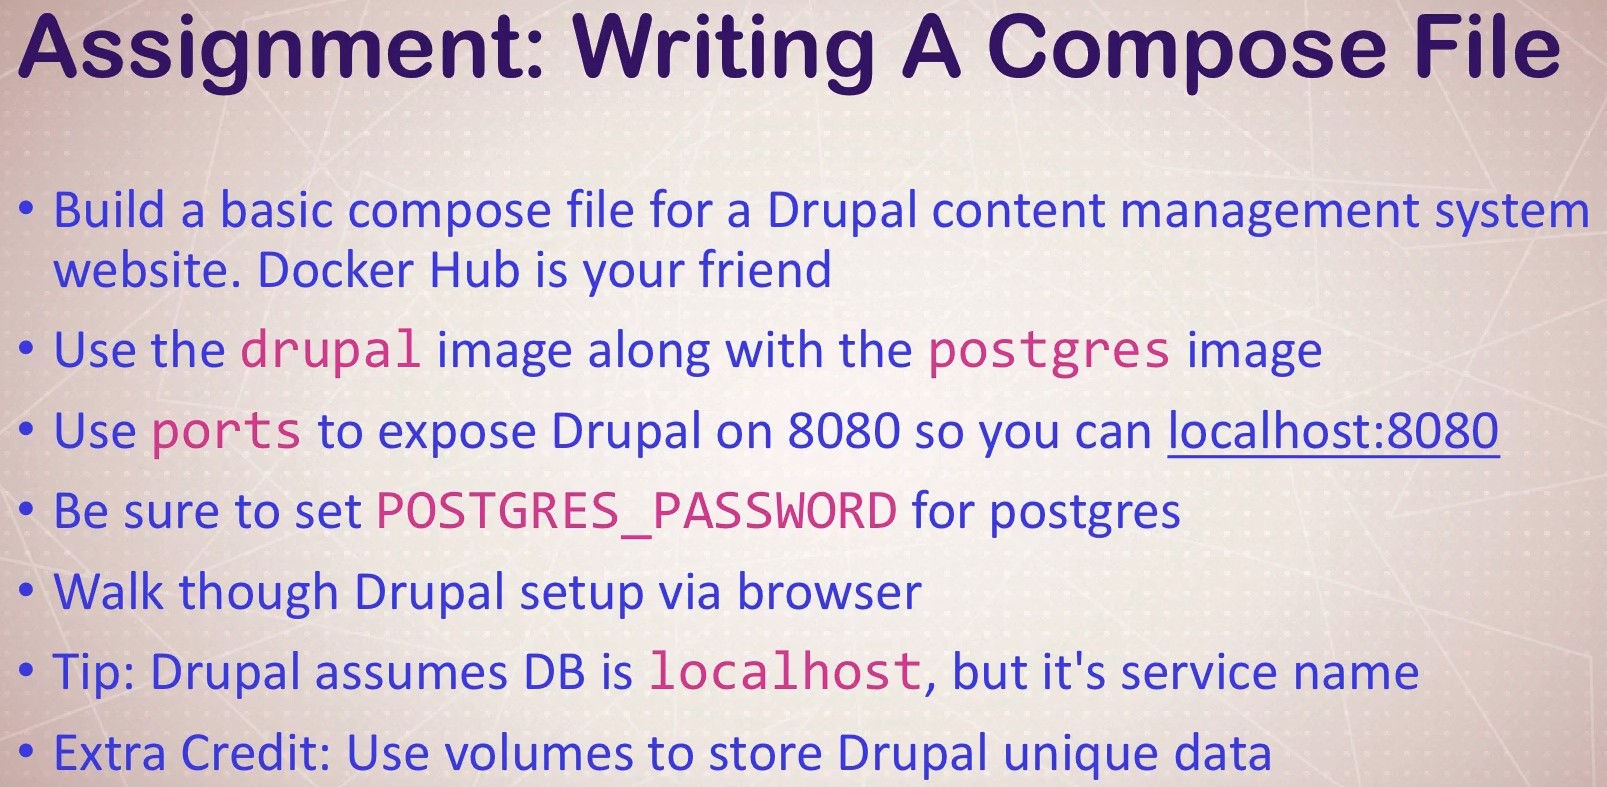 Assignment: Writing A Compose File
• Build a basic compose file for a Drupal content management system
website. Docker Hub is your friend
• Use the drupal image along with the postgres image
• Use ports to expose Drupal on 8080 so you can localhost:8080
• Be sure to set POSTGRES_PASSWORD for postgres
• Walk though Drupal setup via browser
• Tip: Drupal assumes DB is localhost, but it's service name
• Extra Credit: Use volumes to store Drupal unique data